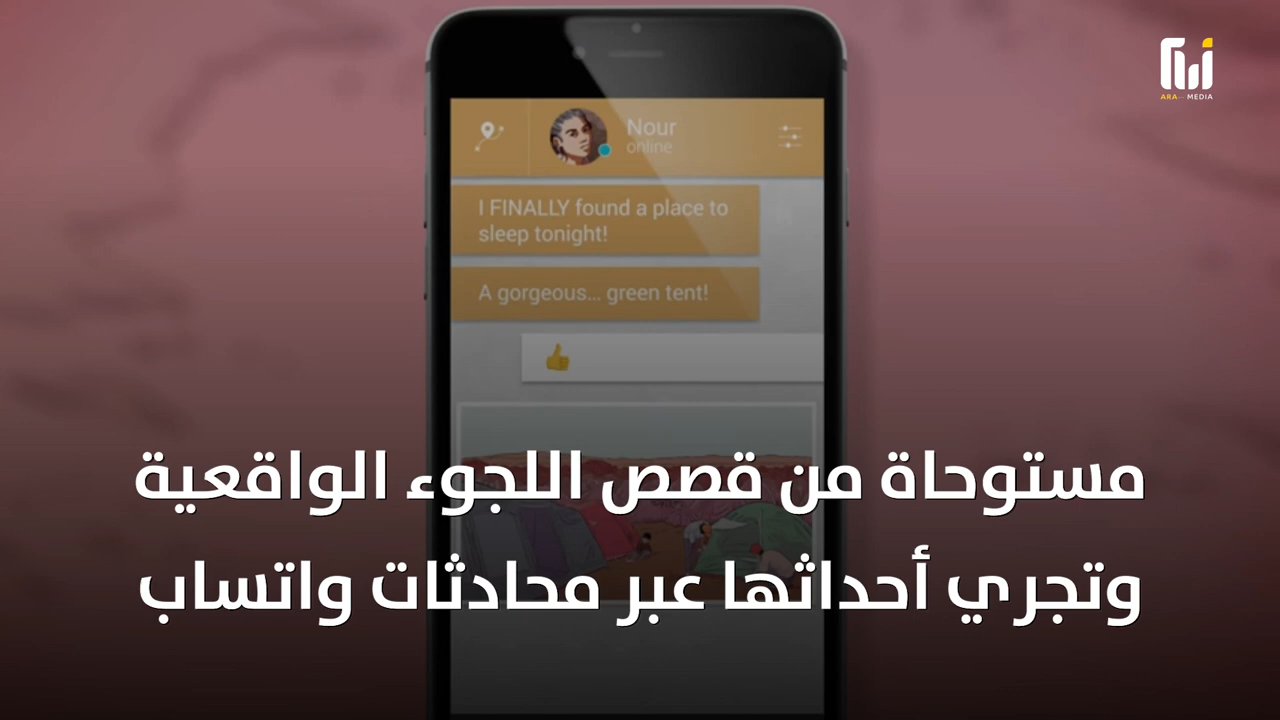 ARA MEDIA
Nour
online
I FINALLY found a place to
sleep tonight!
A gorgeous... green tent!
مستوحاة من قصص اللجوء الواقعية
وتجري أحداثها عبر محادثات واتساب